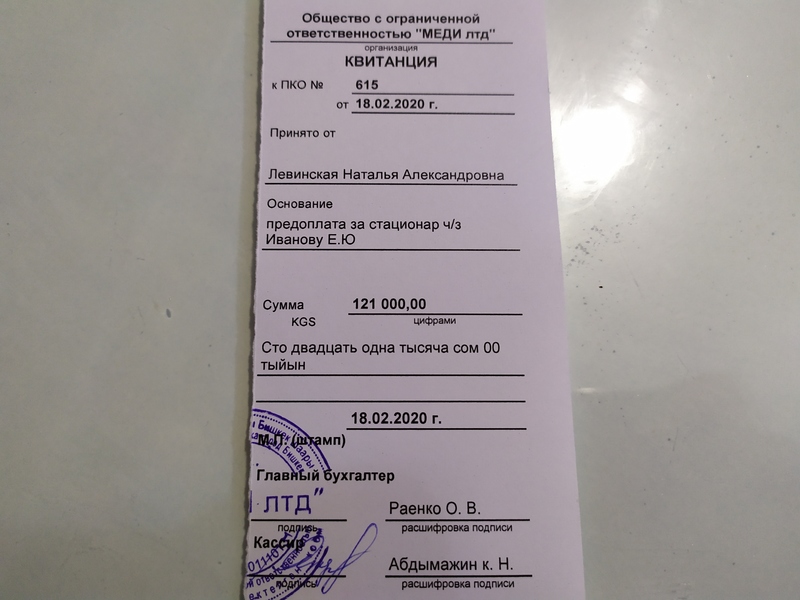 Общество с ограниченной
ответственностью "МЕДИ лтд"
организация
КВИТАНЦИЯ
к ПКО № 615
от 18.02.2020 г.
Принято от
Левинская Наталья Александровна
Основание
предоплата за стационар ч/з
Иванову Е.Ю
Сумма 121 000,00
KGS цифрами
Сто двадцать одна тысяча сом 00
тыйын
18.02.2020 г.
Бишкек шаары
М.П. (штамп)
Главный бухгалтер
ЛТД"
Раенко О. В.
подпись расшифровка подписи
Кассир
Абдымажин к. Н.
подпись расшифровка подписи